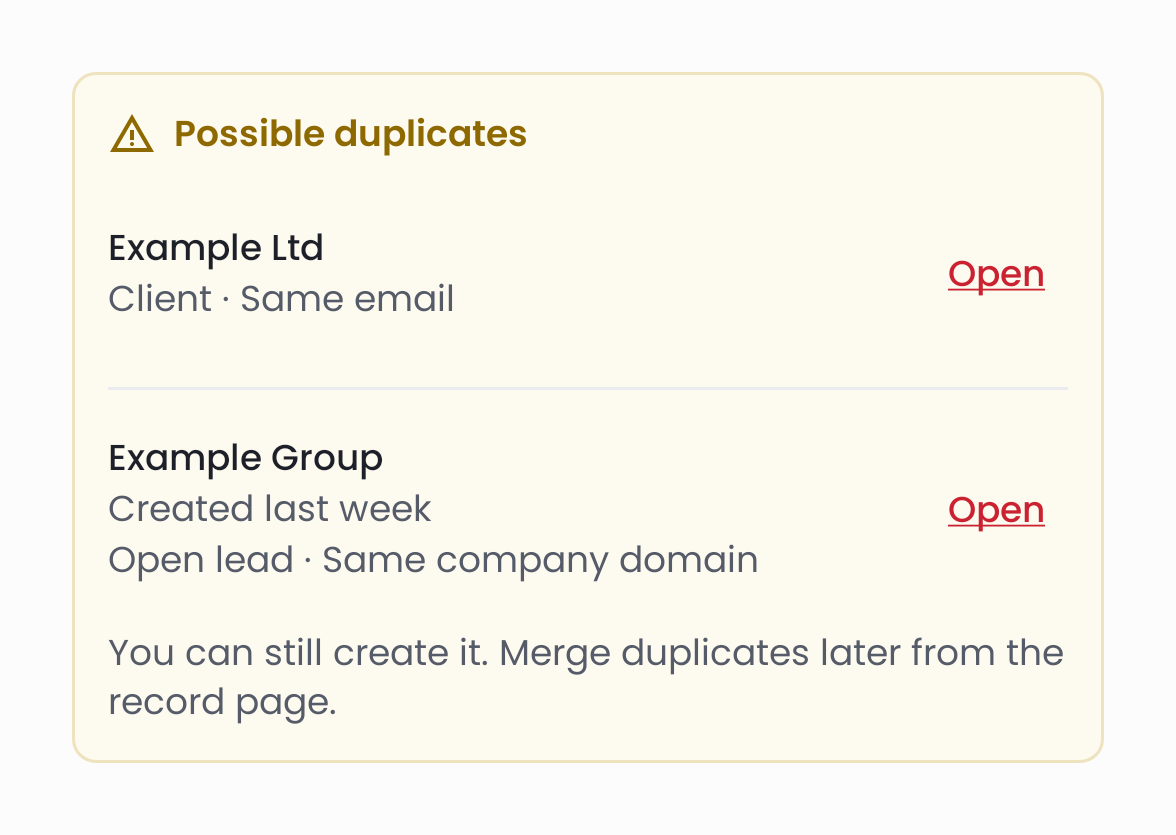 Possible duplicates
Example Ltd
Client · Same email
Open
Example Group
Created last week
Open lead · Same company domain
Open
You can still create it. Merge duplicates later from the
record page.